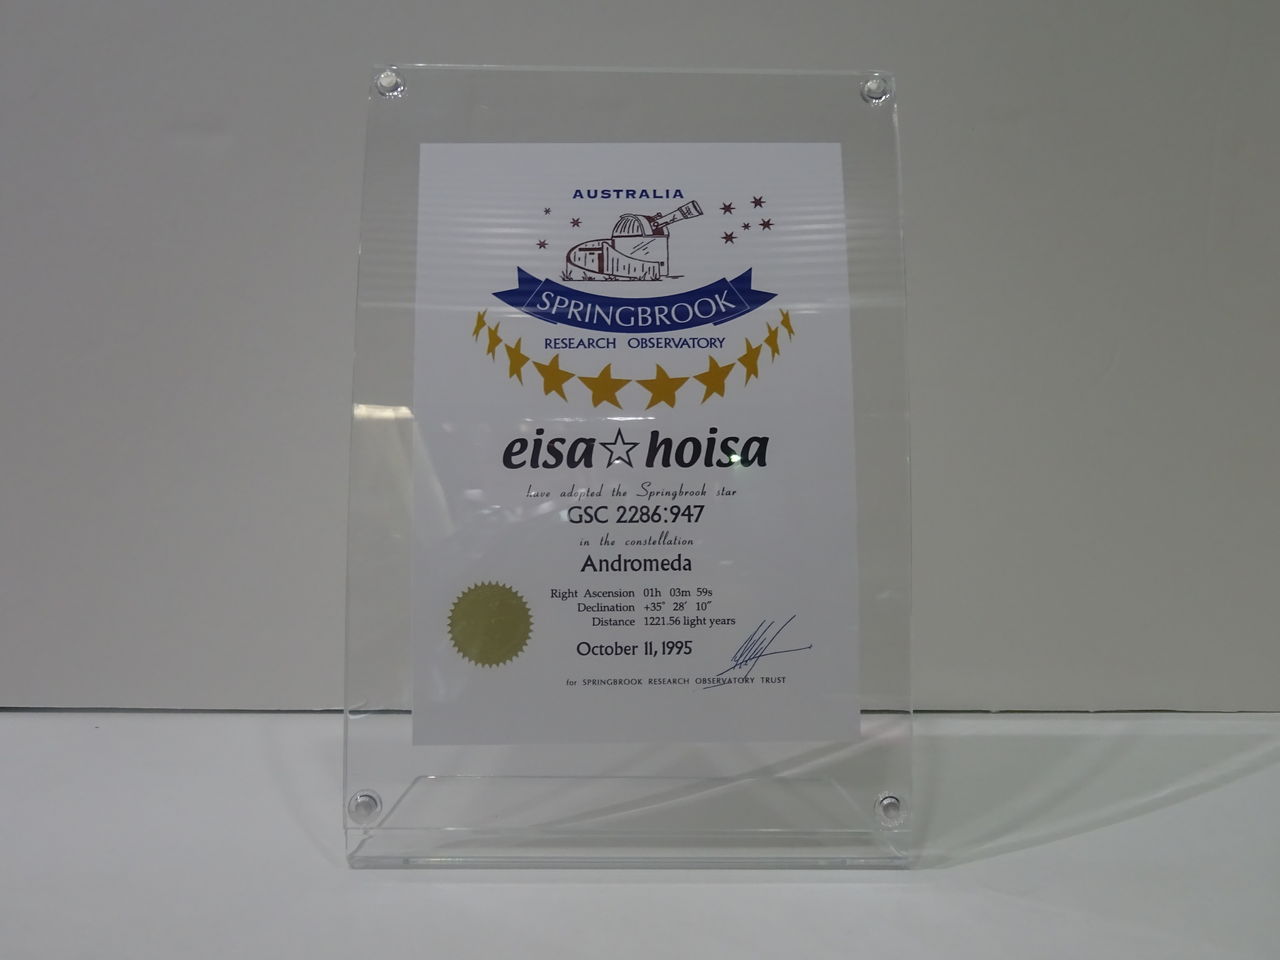 AUSTRALIA
SPRINGBROOK
RESEARCH OBSERVATORY
eisa☆hoisa
have adopted the Springbrook star
GSC 2286:947
in the constellation
Andromeda
Right Ascension 01h 03m 59s
Declination +35° 28′ 10″
Distance 1221.56 light years
October 11, 1995
for SPRINGBROOK RESEARCH OBSERVATORY TRUST